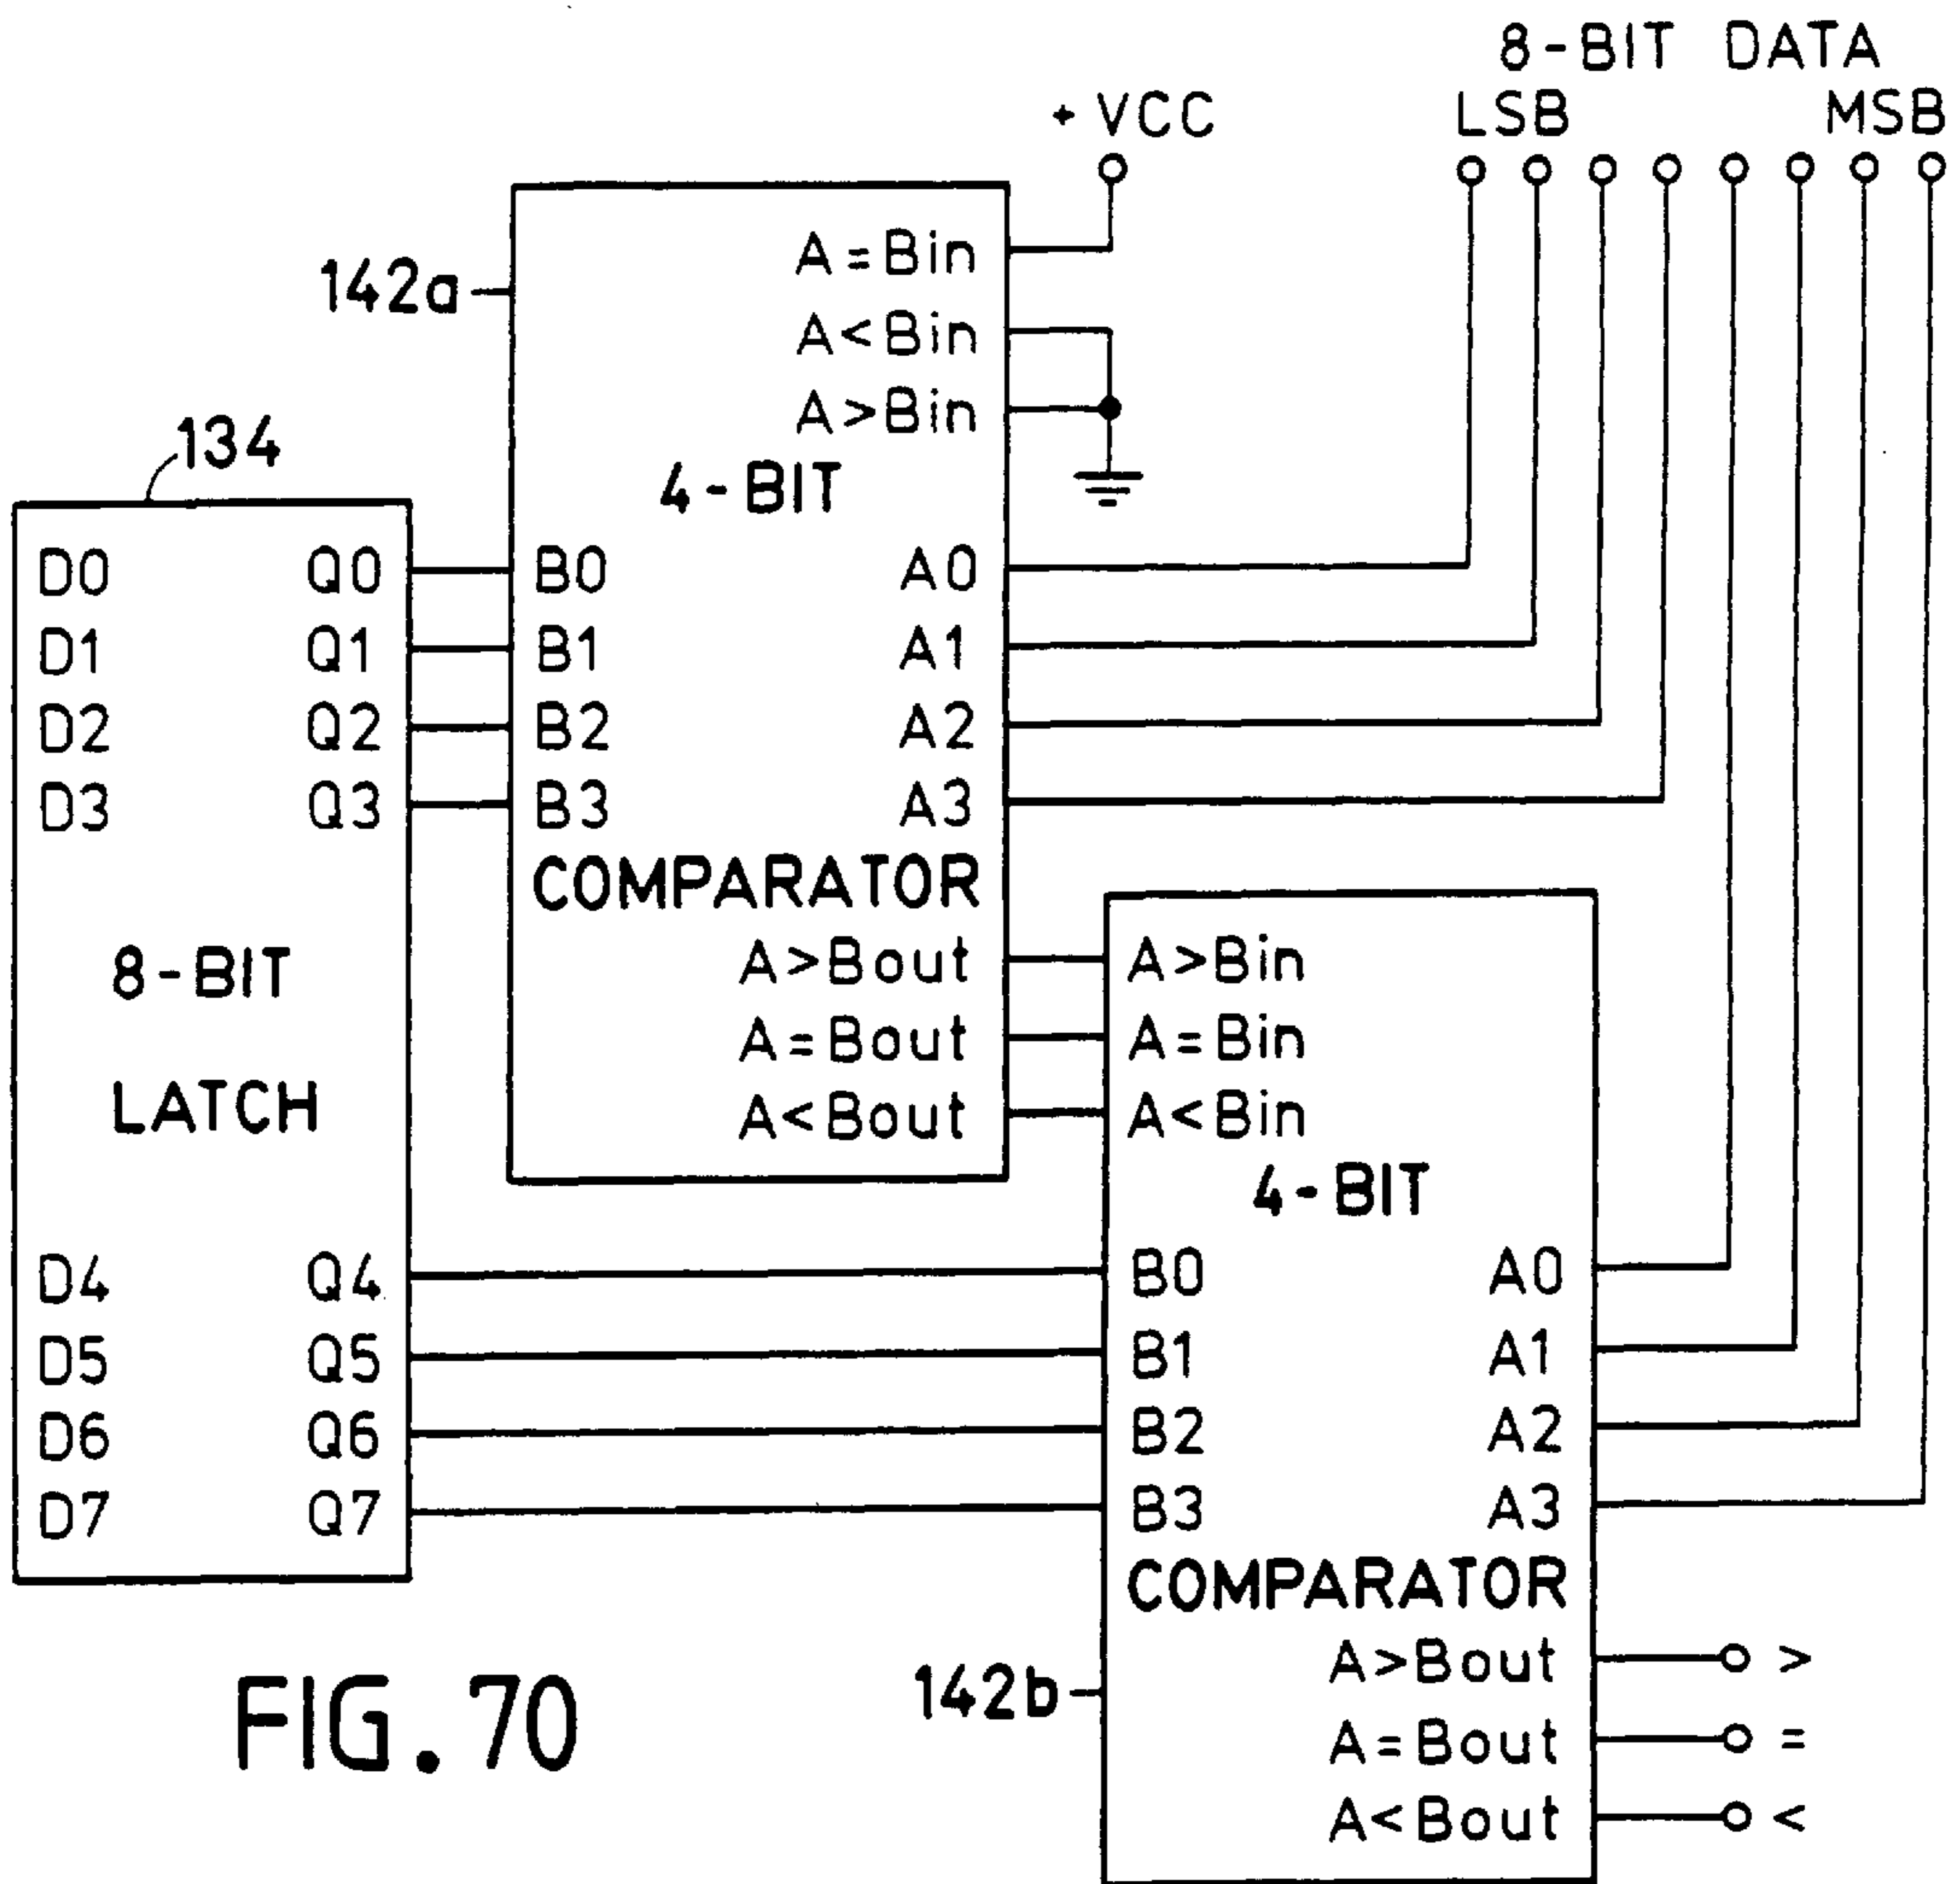 8-BIT DATA
LSB MSB
+ VCC
142a
A=Bin
A<Bin
A>Bin
4-BIT
B0 A0
B1 A1
B2 A2
B3 A3
COMPARATOR
A>Bout
A=Bout
A<Bout
134
D0 Q0
D1 Q1
D2 Q2
D3 Q3
8-BIT
LATCH
D4 Q4
D5 Q5
D6 Q6
D7 Q7
A>Bin
A=Bin
A<Bin
4-BIT
B0 A0
B1 A1
B2 A2
B3 A3
COMPARATOR
142b
A>Bout >
A=Bout =
A<Bout <
FIG. 70